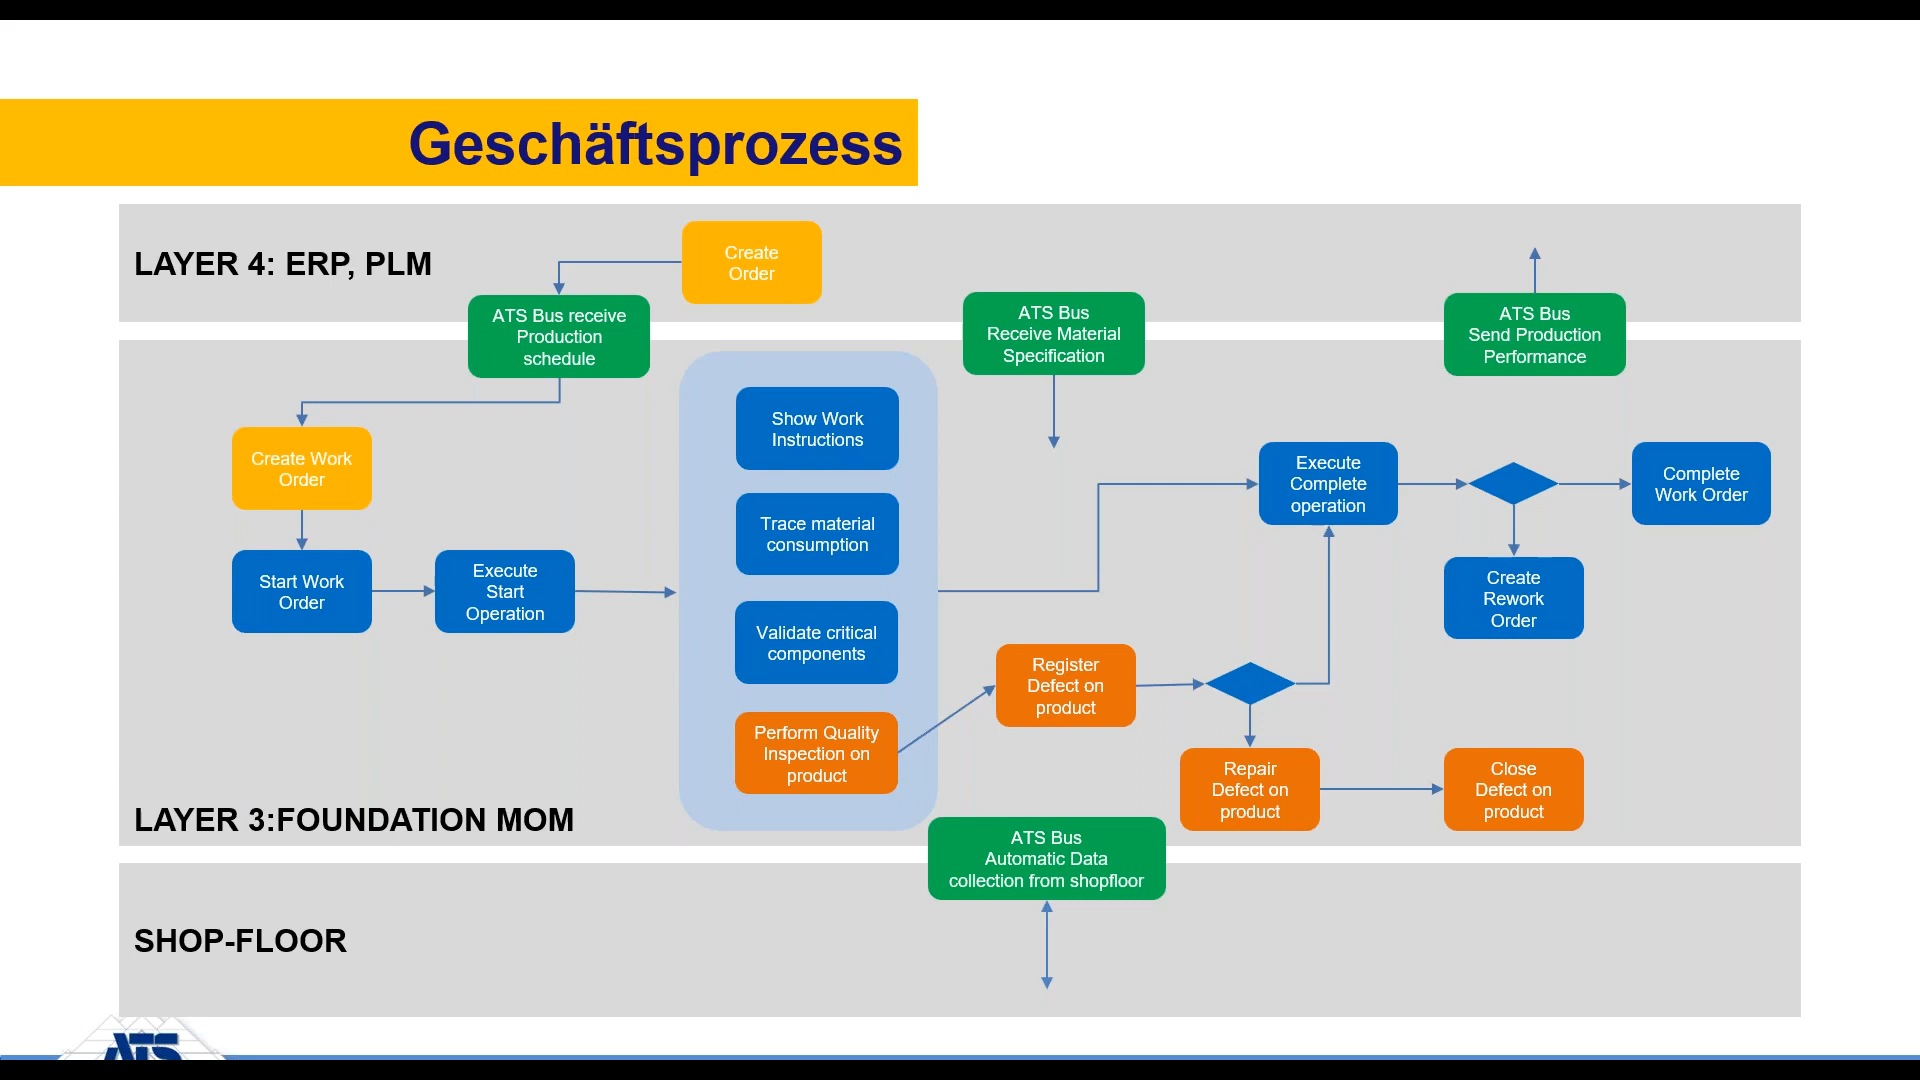 Geschäftsprozess
LAYER 4: ERP, PLM
Create
Order
ATS Bus receive
Production
schedule
ATS Bus
Receive Material
Specification
ATS Bus
Send Production
Performance
Show Work
Instructions
Create Work
Order
Execute
Complete
operation
Complete
Work Order
Trace material
consumption
Start Work
Order
Execute
Start
Operation
Create
Rework
Order
Validate critical
components
Register
Defect on
product
Perform Quality
Inspection on
product
Repair
Defect on
product
Close
Defect on
product
LAYER 3:FOUNDATION MOM
ATS Bus
Automatic Data
collection from shopfloor
SHOP-FLOOR
ATS